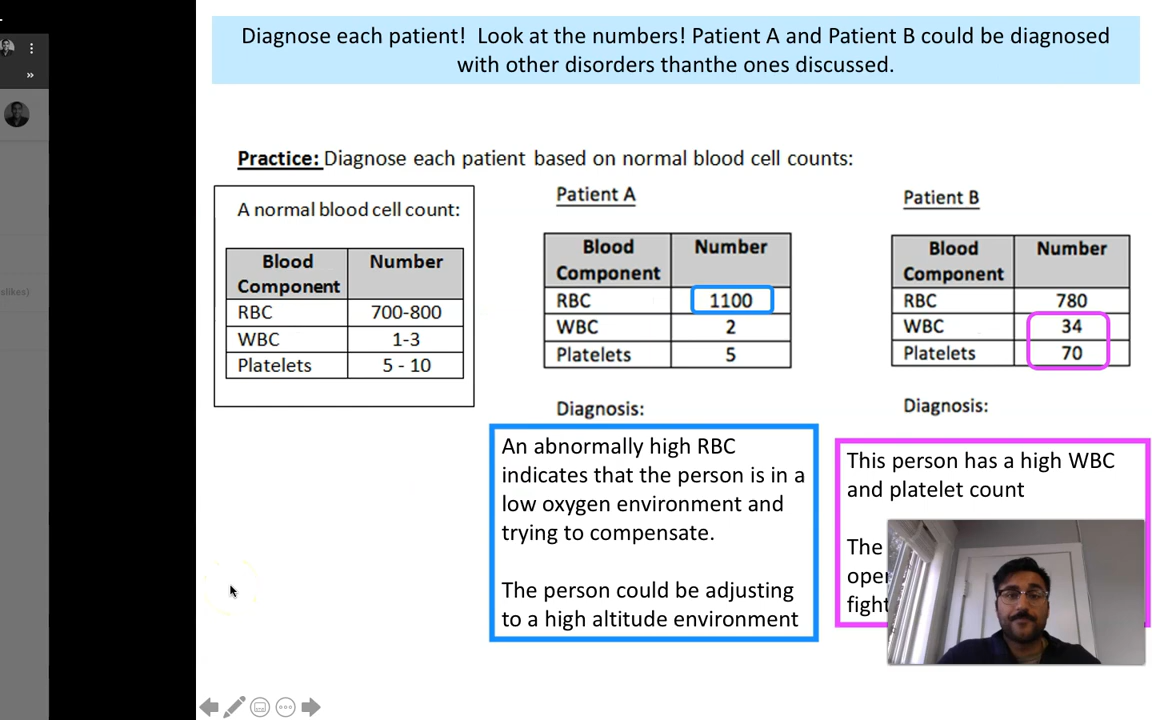 Diagnose each patient!  Look at the numbers! Patient A and Patient B could be diagnosed
with other disorders thanthe ones discussed.
Practice: Diagnose each patient based on normal blood cell counts:
A normal blood cell count:
Blood Component Number
RBC 700-800
WBC 1-3
Platelets 5 - 10
Patient A
Blood Component Number
RBC 1100
WBC 2
Platelets 5
Diagnosis:
An abnormally high RBC
indicates that the person is in a
low oxygen environment and
trying to compensate.
The person could be adjusting
to a high altitude environment
Patient B
Blood Component Number
RBC 780
WBC 34
Platelets 70
Diagnosis:
This person has a high WBC
and platelet count
The
slikes)